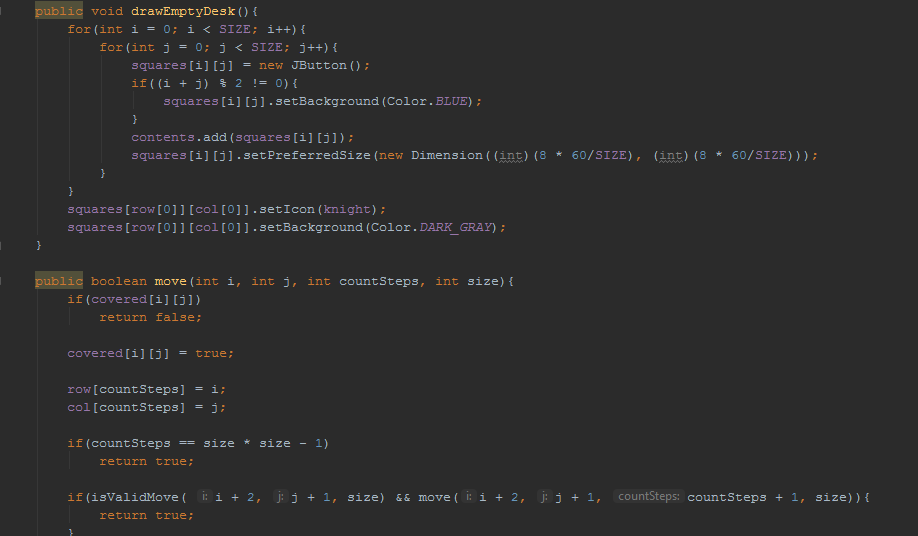 public void drawEmptyDesk(){
for(int i = 0; i < SIZE; i++){
for(int j = 0; j < SIZE; j++){
squares[i][j] = new JButton();
if((i + j) % 2 != 0){
squares[i][j].setBackground(Color.BLUE);
}
contents.add(squares[i][j]);
squares[i][j].setPreferredSize(new Dimension((int)(8 * 60/SIZE), (int)(8 * 60/SIZE)));
}
}
squares[row[0]][col[0]].setIcon(knight);
squares[row[0]][col[0]].setBackground(Color.DARK_GRAY);
}
public boolean move(int i, int j, int countSteps, int size){
if(covered[i][j])
return false;
covered[i][j] = true;
row[countSteps] = i;
col[countSteps] = j;
if(countSteps == size * size - 1)
return true;
if(isValidMove( i: i + 2, j: j + 1, size) && move( i: i + 2, j: j + 1, countSteps: countSteps + 1, size)){
return true;
}